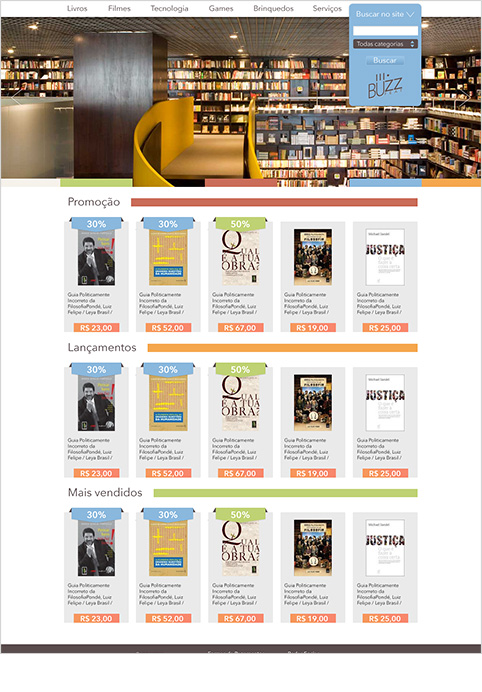 Livros Filmes Tecnologia Games Brinquedos Serviços
Buscar no site
Todas categorias
Buscar
BUZZ
Promoção
30% 30% 50%
QUAL É A TUA OBRA?
JUSTIÇA
Guia Politicamente Incorreto da FilosofiaPondé, Luiz Felipe / Leya Brasil /
Guia Politicamente Incorreto da FilosofiaPondé, Luiz Felipe / Leya Brasil /
Guia Politicamente Incorreto da FilosofiaPondé, Luiz Felipe / Leya Brasil /
Guia Politicamente Incorreto da FilosofiaPondé, Luiz Felipe / Leya Brasil /
Guia Politicamente Incorreto da FilosofiaPondé, Luiz Felipe / Leya Brasil /
R$ 23,00 R$ 52,00 R$ 67,00 R$ 19,00 R$ 25,00
Lançamentos
30% 30% 50%
QUAL É A TUA OBRA?
JUSTIÇA
Guia Politicamente Incorreto da FilosofiaPondé, Luiz Felipe / Leya Brasil /
Guia Politicamente Incorreto da FilosofiaPondé, Luiz Felipe / Leya Brasil /
Guia Politicamente Incorreto da FilosofiaPondé, Luiz Felipe / Leya Brasil /
Guia Politicamente Incorreto da FilosofiaPondé, Luiz Felipe / Leya Brasil /
Guia Politicamente Incorreto da FilosofiaPondé, Luiz Felipe / Leya Brasil /
R$ 23,00 R$ 52,00 R$ 67,00 R$ 19,00 R$ 25,00
Mais vendidos
30% 30% 50%
QUAL É A TUA OBRA?
JUSTIÇA
Guia Politicamente Incorreto da FilosofiaPondé, Luiz Felipe / Leya Brasil /
Guia Politicamente Incorreto da FilosofiaPondé, Luiz Felipe / Leya Brasil /
Guia Politicamente Incorreto da FilosofiaPondé, Luiz Felipe / Leya Brasil /
Guia Politicamente Incorreto da FilosofiaPondé, Luiz Felipe / Leya Brasil /
Guia Politicamente Incorreto da FilosofiaPondé, Luiz Felipe / Leya Brasil /
R$ 23,00 R$ 52,00 R$ 67,00 R$ 19,00 R$ 25,00